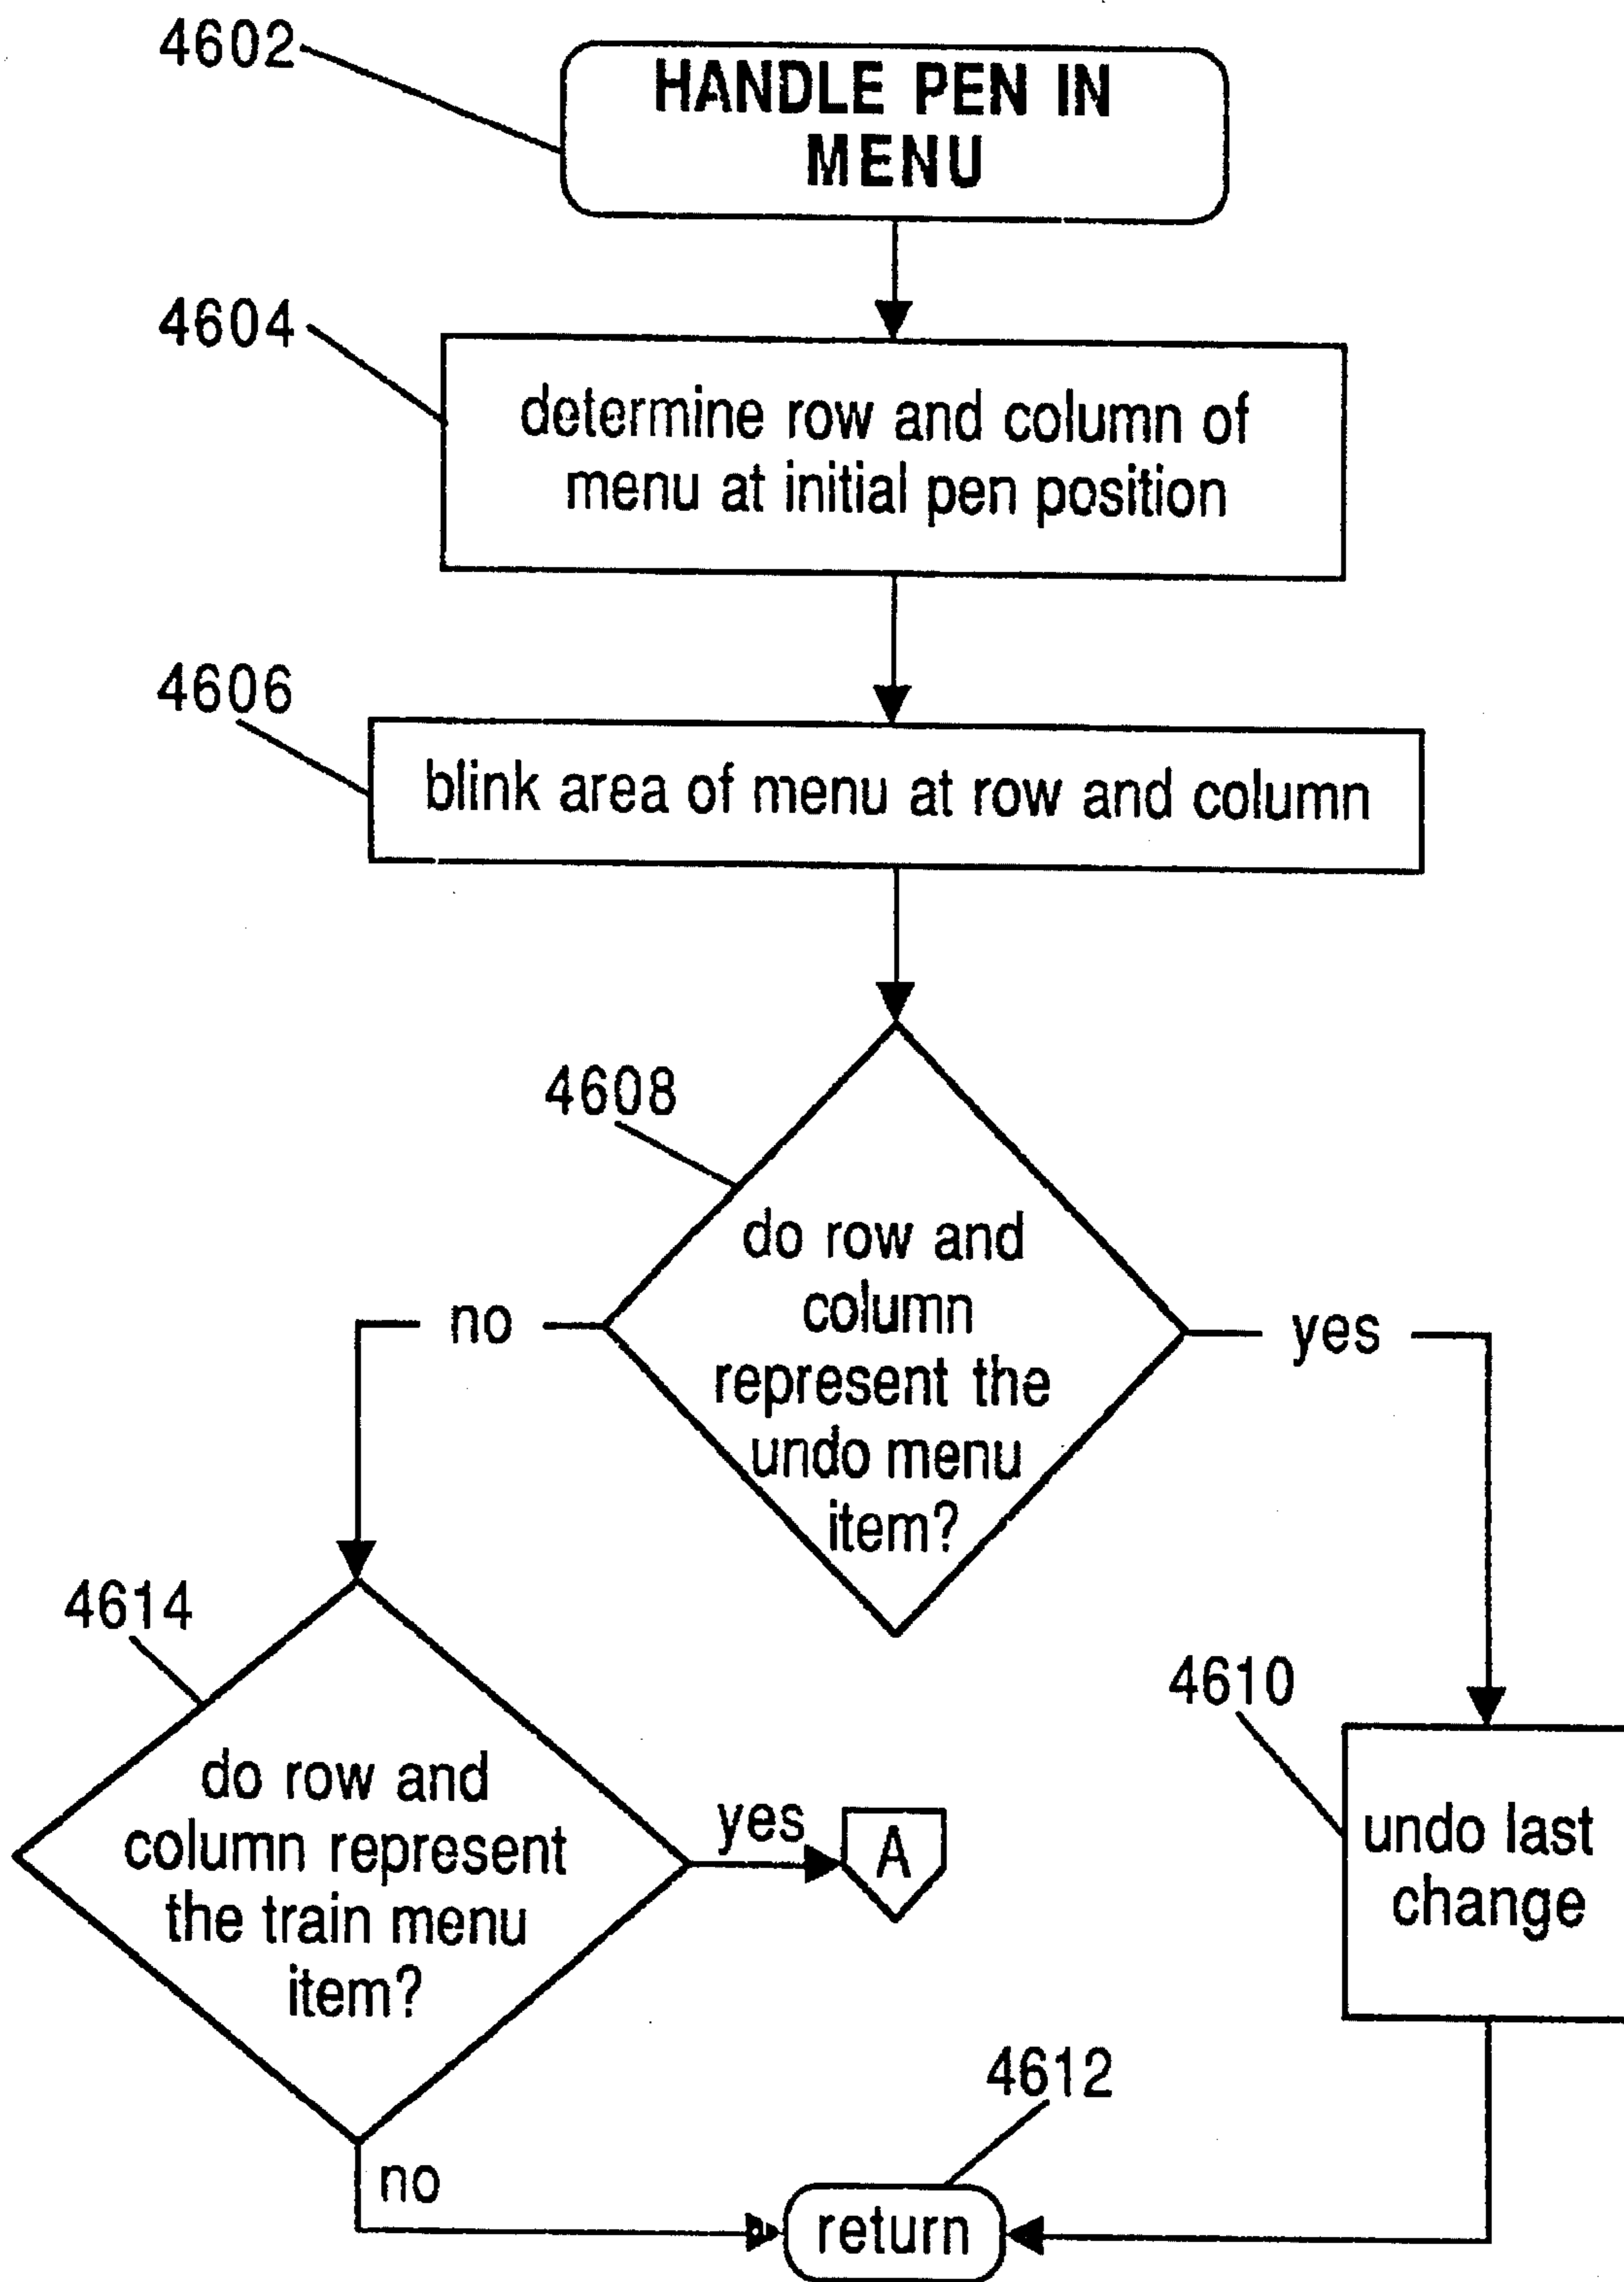 4602
HANDLE PEN IN
MENU
4604
determine row and column of
menu at initial pen position
4606
blink area of menu at row and column
4608
do row and
column
represent the
undo menu
item?
no
yes
4614
do row and
column represent
the train menu
item?
yes
A
4610
undo last
change
no
4612
return